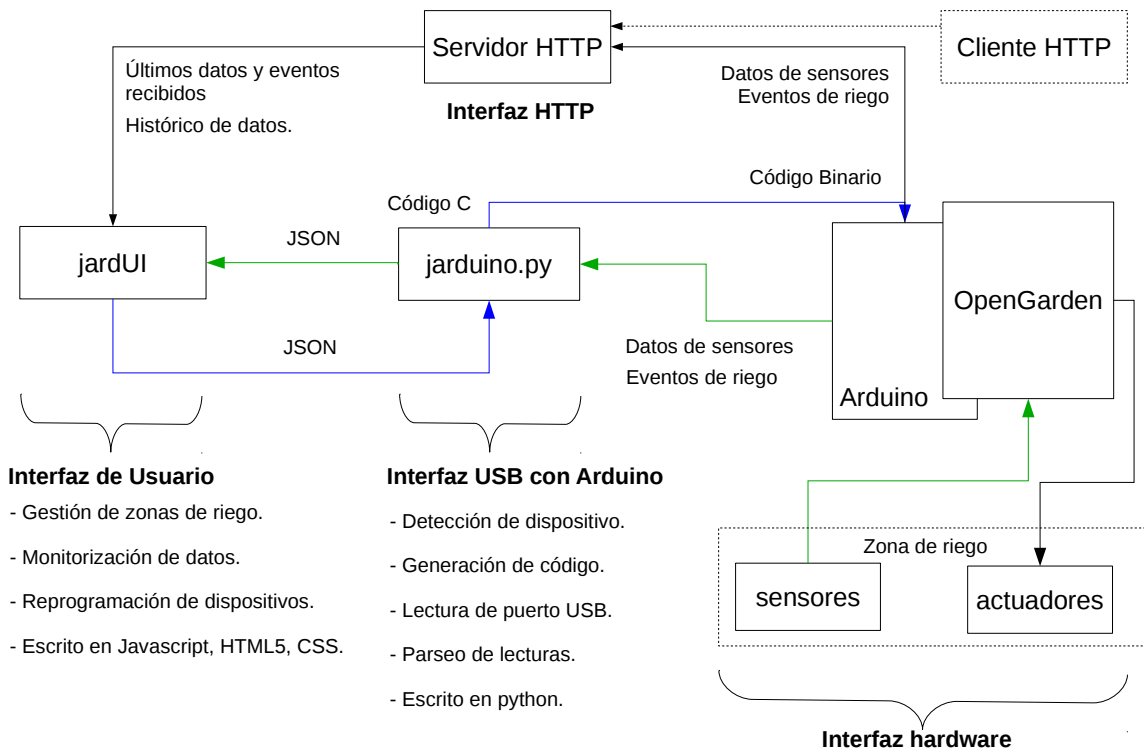 Servidor HTTP
Cliente HTTP
Últimos datos y eventos
recibidos
Histórico de datos.
Interfaz HTTP
Datos de sensores
Eventos de riego
Código Binario
Código C
JSON
jardUI
jarduino.py
OpenGarden
JSON
Datos de sensores
Eventos de riego
Arduino
Interfaz de Usuario
- Gestión de zonas de riego.
- Monitorización de datos.
- Reprogramación de dispositivos.
- Escrito en Javascript, HTML5, CSS.
Interfaz USB con Arduino
- Detección de dispositivo.
- Generación de código.
- Lectura de puerto USB.
- Parseo de lecturas.
- Escrito en python.
Zona de riego
sensores
actuadores
Interfaz hardware